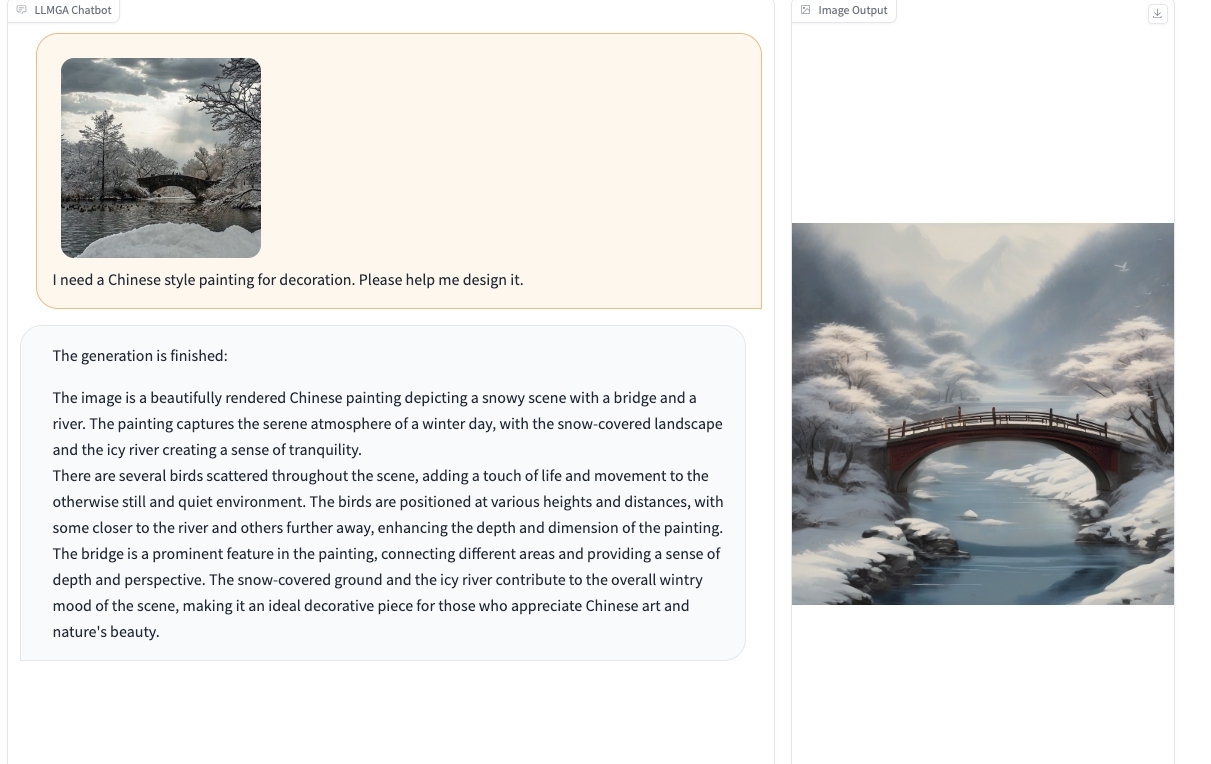 LLMGA Chatbot
Image Output
I need a Chinese style painting for decoration. Please help me design it.
The generation is finished:
The image is a beautifully rendered Chinese painting depicting a snowy scene with a bridge and a
river. The painting captures the serene atmosphere of a winter day, with the snow-covered landscape
and the icy river creating a sense of tranquility.
There are several birds scattered throughout the scene, adding a touch of life and movement to the
otherwise still and quiet environment. The birds are positioned at various heights and distances, with
some closer to the river and others further away, enhancing the depth and dimension of the painting.
The bridge is a prominent feature in the painting, connecting different areas and providing a sense of
depth and perspective. The snow-covered ground and the icy river contribute to the overall wintry
mood of the scene, making it an ideal decorative piece for those who appreciate Chinese art and
nature's beauty.